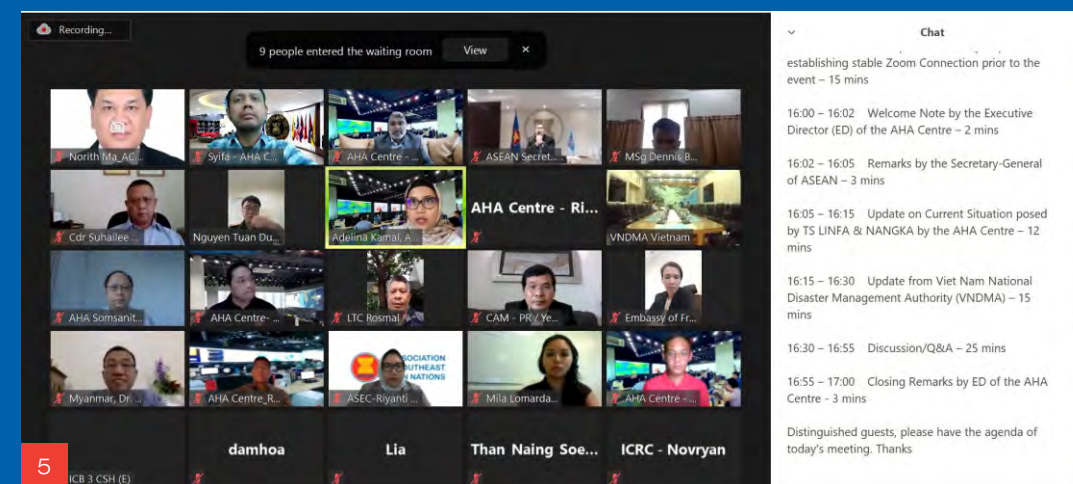 Recording...
9 people entered the waiting room View ×
Norith Ma_AC...
Syifa - AHA C...
AHA Centre - ...
ASEAN Secret...
MSg Dennis B...
Cdr Suhailee ...
Nguyen Tuan Du...
Adelina Kamal, A...
AHA Centre - Ri...
VNDMA Vietnam
AHA Somsanit...
AHA Centre- ...
LTC Rosmal
CAM - PR / Ye...
Embassy of Fr...
Myanmar, Dr. ...
AHA Centre_R...
SOCIATION
OUTHEAST
N NATIONS
ASEC-Riyanti ...
Mila Lomarda...
AHA Centre - ...
ICB 3 CSH (E)
damhoa
Lia
Than Naing Soe...
ICRC - Novryan
5
Chat
establishing stable Zoom Connection prior to the
event – 15 mins
16:00 – 16:02 Welcome Note by the Executive
Director (ED) of the AHA Centre – 2 mins
16:02 – 16:05 Remarks by the Secretary-General
of ASEAN – 3 mins
16:05 – 16:15 Update on Current Situation posed
by TS LINFA & NANGKA by the AHA Centre – 12
mins
16:15 – 16:30 Update from Viet Nam National
Disaster Management Authority (VNDMA) – 15
mins
16:30 – 16:55 Discussion/Q&A – 25 mins
16:55 – 17:00 Closing Remarks by ED of the AHA
Centre - 3 mins
Distinguished guests, please have the agenda of
today's meeting. Thanks